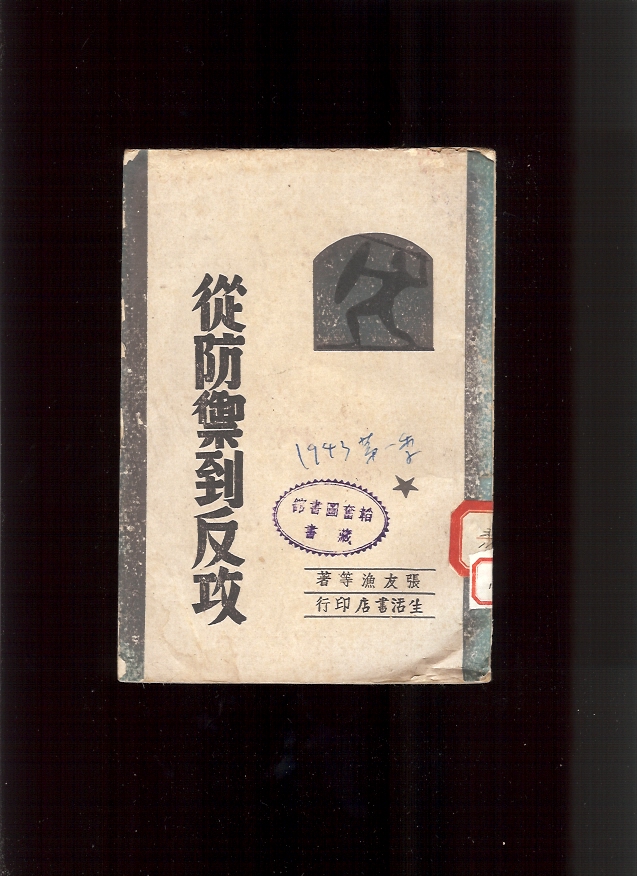 從防禦到反攻
1943 第一季
韜奮圖書館
藏書
張友漁等著
生活書店印行